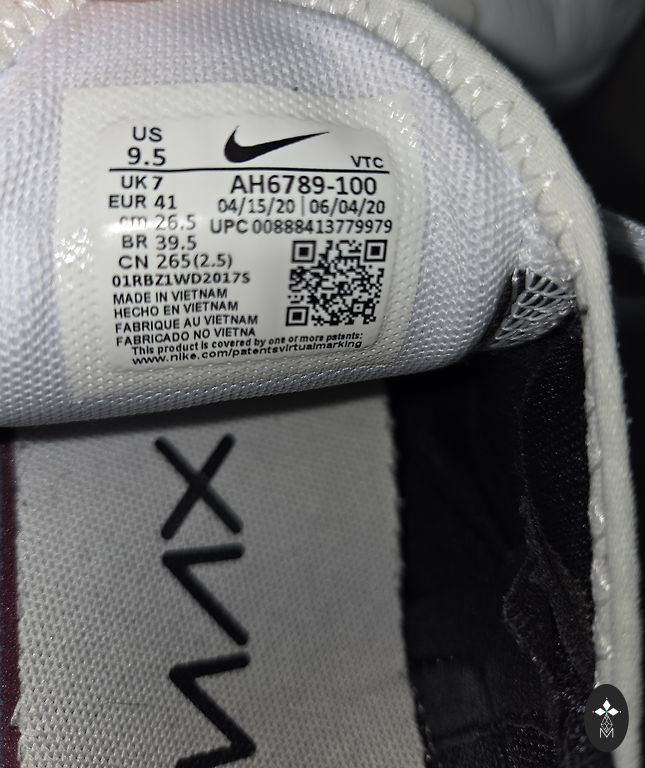 US
9.5
VTC
UK 7
AH6789-100
EUR 41
04/15/20 | 06/04/20
cm 26.5
UPC 00888413779979
BR 39.5
CN 265(2.5)
01RBZ1WD2017S
MADE IN VIETNAM
HECHO EN VIETNAM
FABRIQUE AU VIETNAM
FABRICADO NO VIETNA
This product is covered by one or more patents:
www.nike.com/patentsvirtualmarking